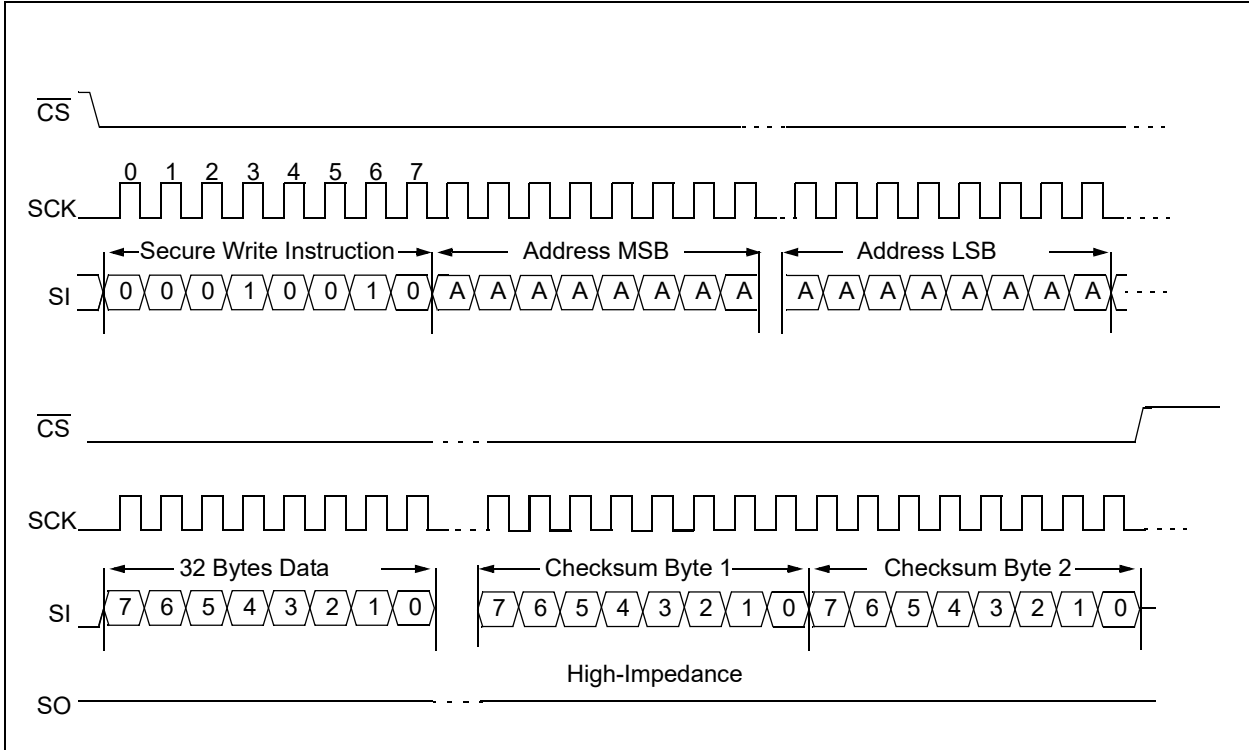 CS
0 1 2 3 4 5 6 7
SCK
Secure Write Instruction Address MSB Address LSB
SI 0 0 0 1 0 0 1 0 A A A A A A A A A A A A A A A A
CS
SCK
32 Bytes Data Checksum Byte 1 Checksum Byte 2
SI 7 6 5 4 3 2 1 0 7 6 5 4 3 2 1 0 7 6 5 4 3 2 1 0
High-Impedance
SO